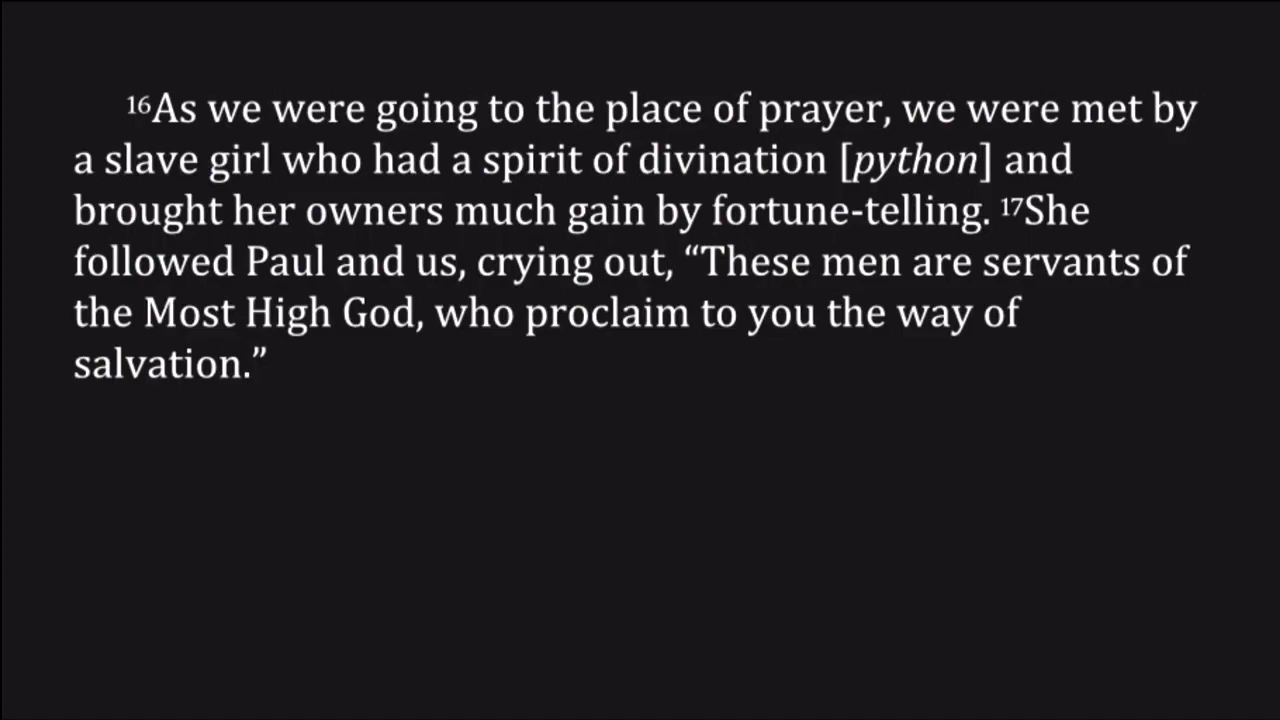 16As we were going to the place of prayer, we were met by
a slave girl who had a spirit of divination [python] and
brought her owners much gain by fortune-telling. 17She
followed Paul and us, crying out, “These men are servants of
the Most High God, who proclaim to you the way of
salvation.”